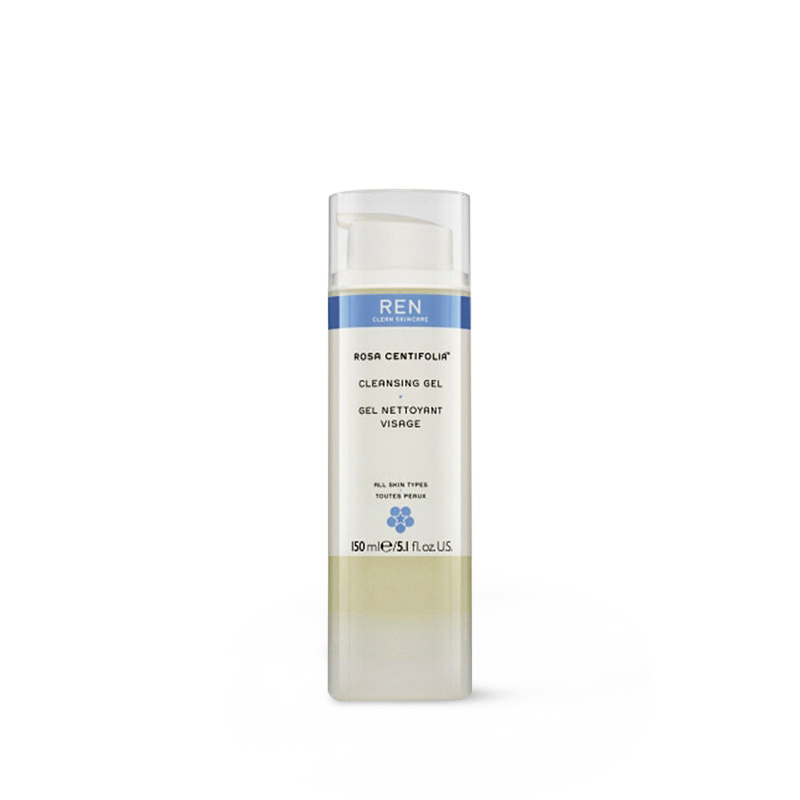 REN
CLEAN SKINCARE
ROSA CENTIFOLIA™
CLEANSING GEL
GEL NETTOYANT
VISAGE
ALL SKIN TYPES
TOUTES PEAUX
150 ml℮/5.1 fl. oz. U.S.